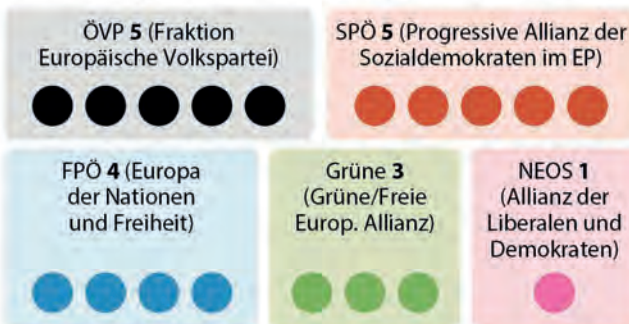 ÖVP 5 (Fraktion
Europäische Volkspartei)
SPÖ 5 (Progressive Allianz der
Sozialdemokraten im EP)
FPÖ 4 (Europa
der Nationen
und Freiheit)
Grüne 3
(Grüne/Freie
Europ. Allianz)
NEOS 1
(Allianz der
Liberalen und
Demokraten)